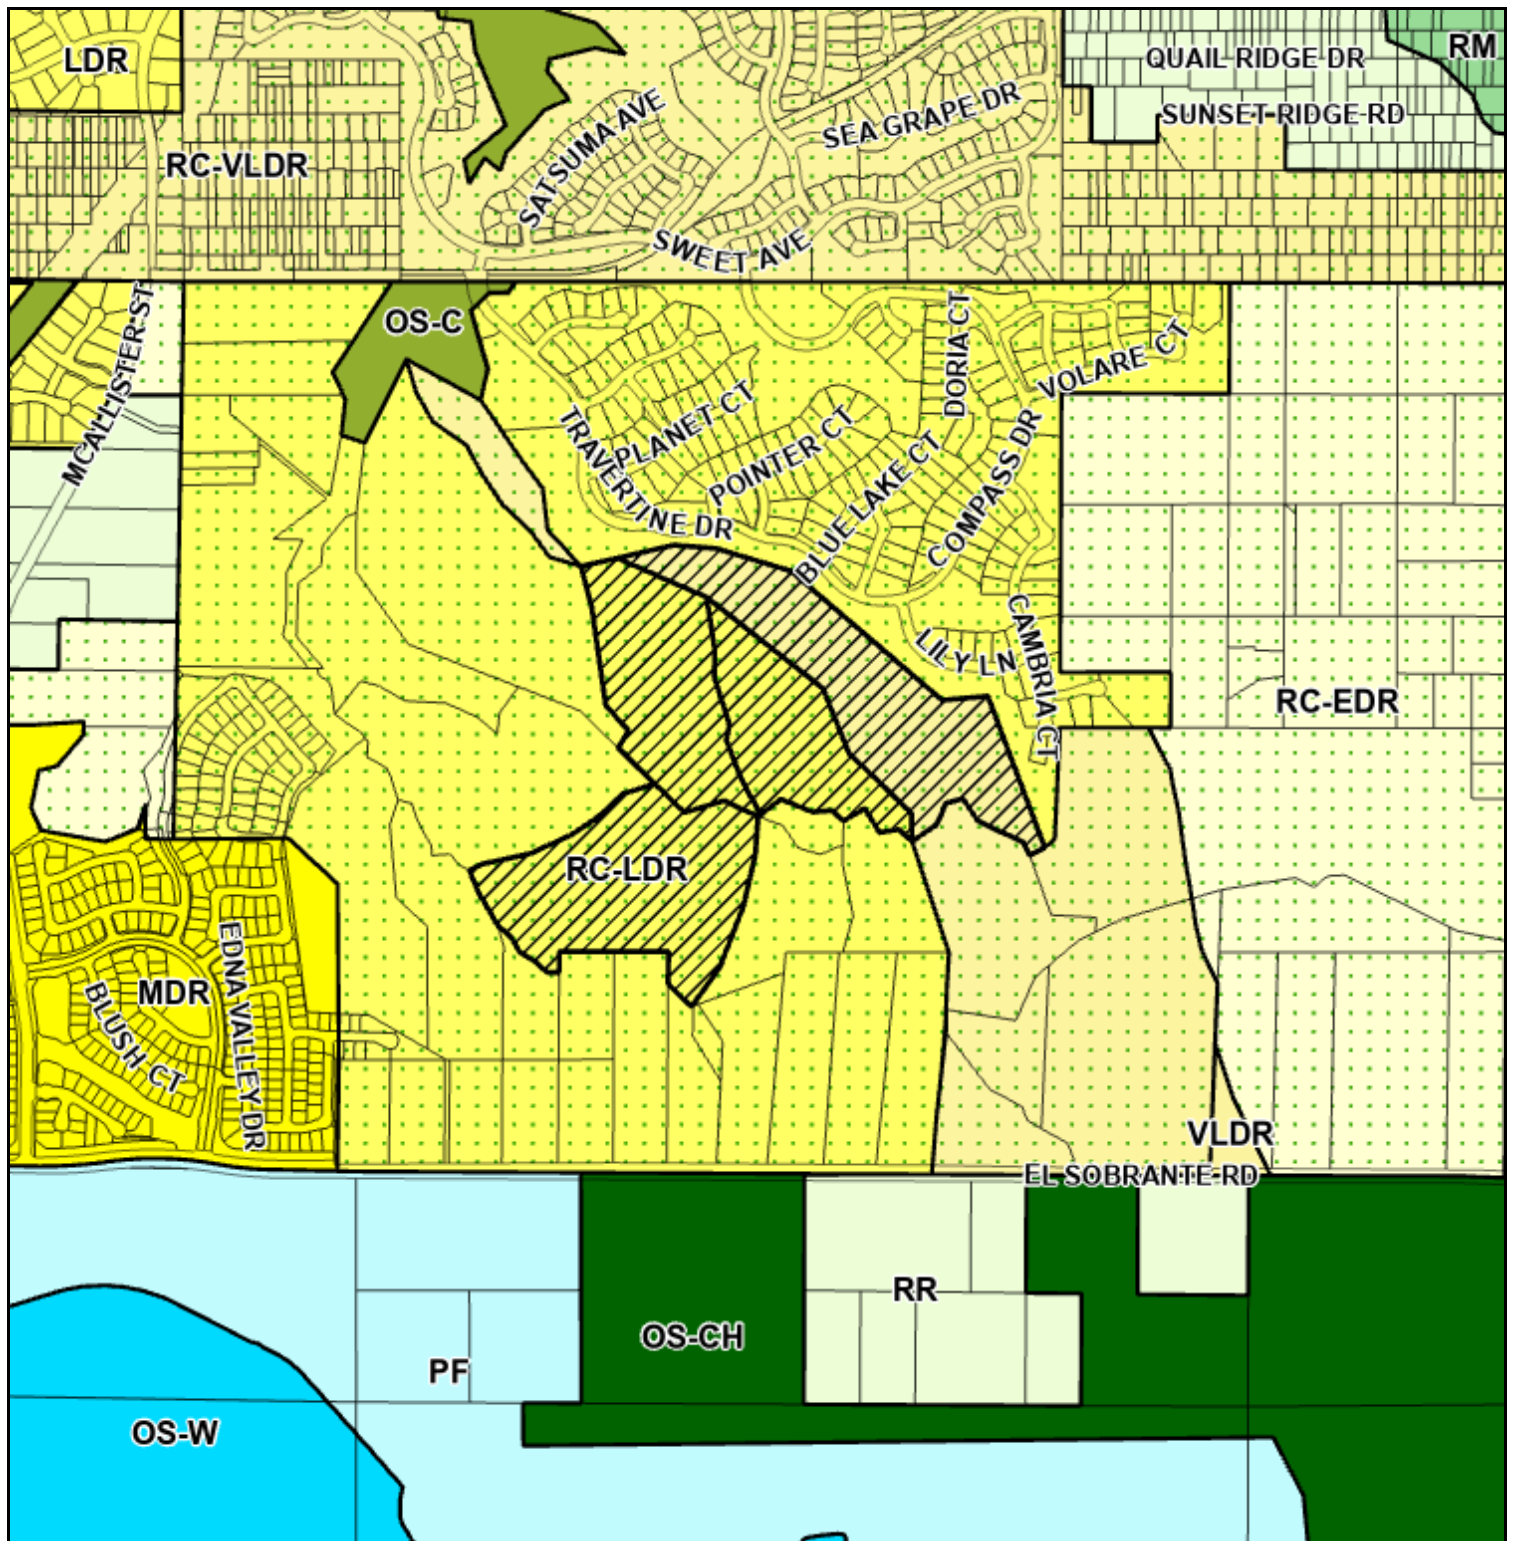 LDR
RM
QUAIL RIDGE DR
SUNSET RIDGE RD
SATSUMA AVE
SEA GRAPE DR
RC-VLDR
SWEET AVE
OS-C
MCALLISTER ST
DORIA CT
VOLARE CT
PLANET CT
TRAVERTINE DR
POINTER CT
BLUE LAKE CT
COMPASS DR
LILY LN
CAMBRIA CT
RC-EDR
RC-LDR
MDR
EDNA VALLEY DR
BLUSH CT
VLDR
EL SOBRANTE RD
RR
OS-CH
PF
OS-W